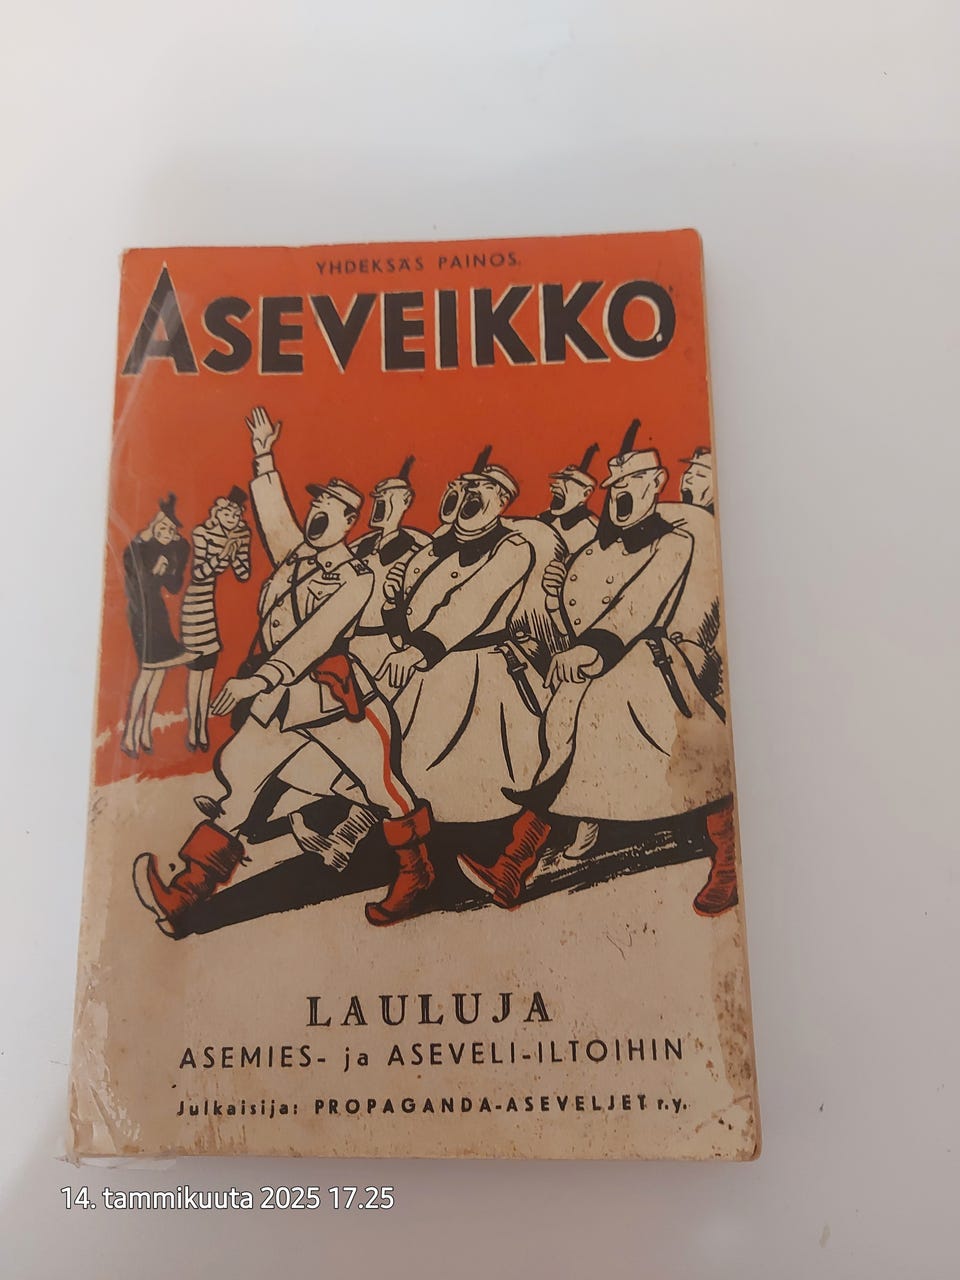 YHDEKSÄS PAINOS.
ASEVEIKKO
LAULUJA
ASEMIES- ja ASEVELI-ILTOIHIN
Julkaisija: PROPAGANDA-ASEVELJET r.y.
14. tammikuuta 2025 17.25